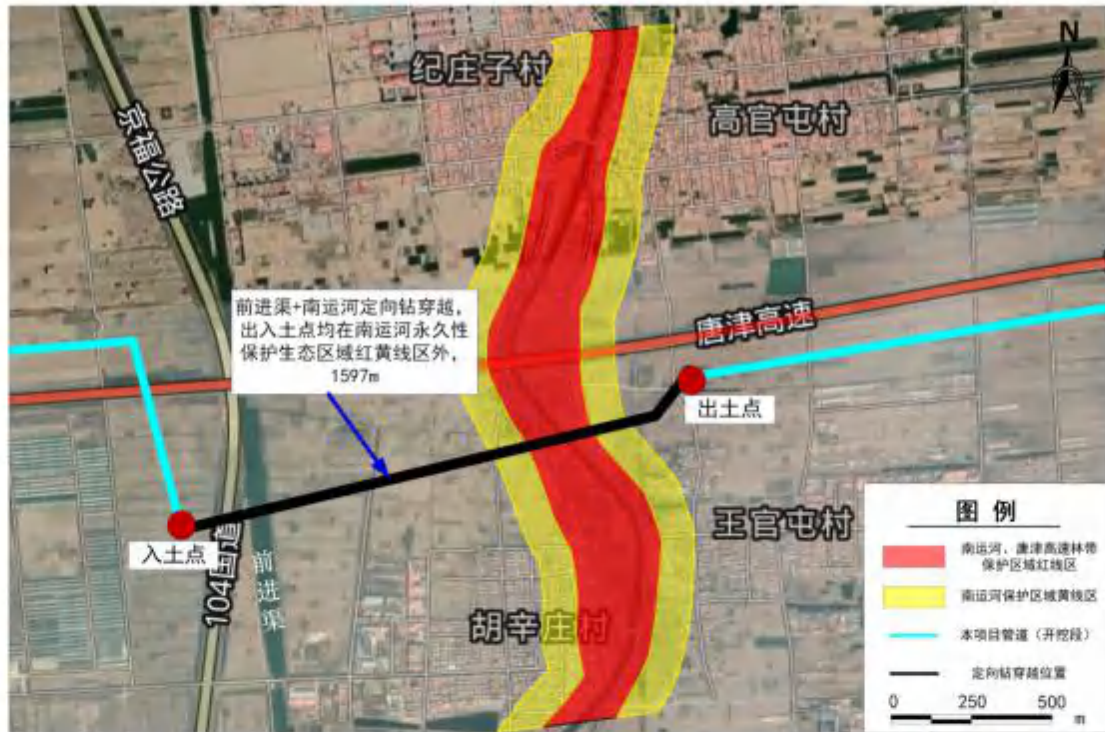 纪庄子村
N
高官屯村
京福公路
前进渠+南运河定向钻穿越，
出入土点均在南运河永久性
保护生态区域红黄线区外，
1597m
唐津高速
出土点
入土点
104国道
前进渠
王官屯村
胡辛庄村
图 例
南运河、唐津高速林带
保护区域红线区
南运河保护区域黄线区
本项目管道（开挖段）
定向钻穿越位置
0 250 500
m